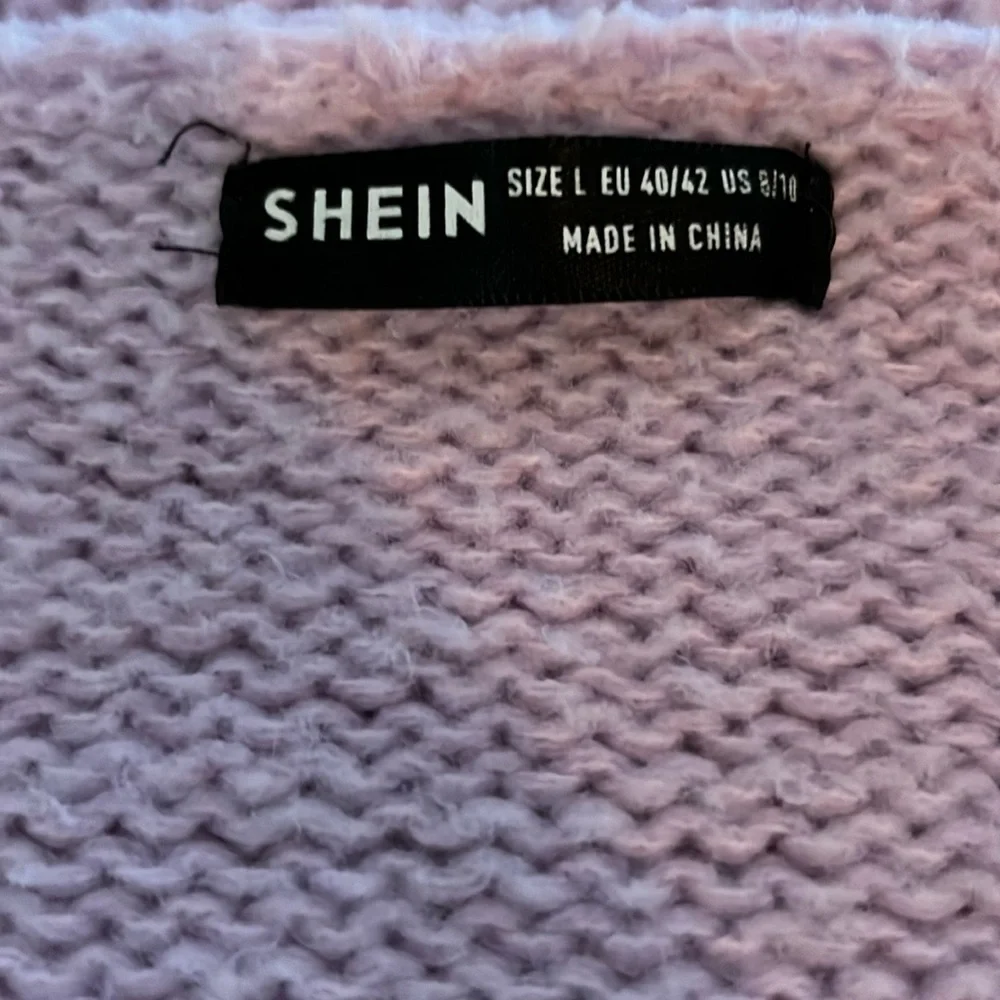 SHEIN
SIZE L EU 40/42 US 8/10
MADE IN CHINA